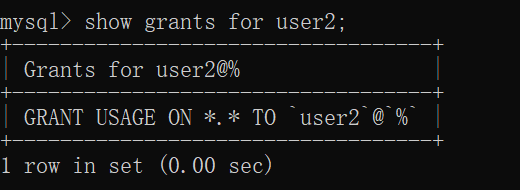 mysql> show grants for user2;
+-----------------------------------+
| Grants for user2@%                |
+-----------------------------------+
| GRANT USAGE ON *.* TO `user2`@`%` |
+-----------------------------------+
1 row in set (0.00 sec)